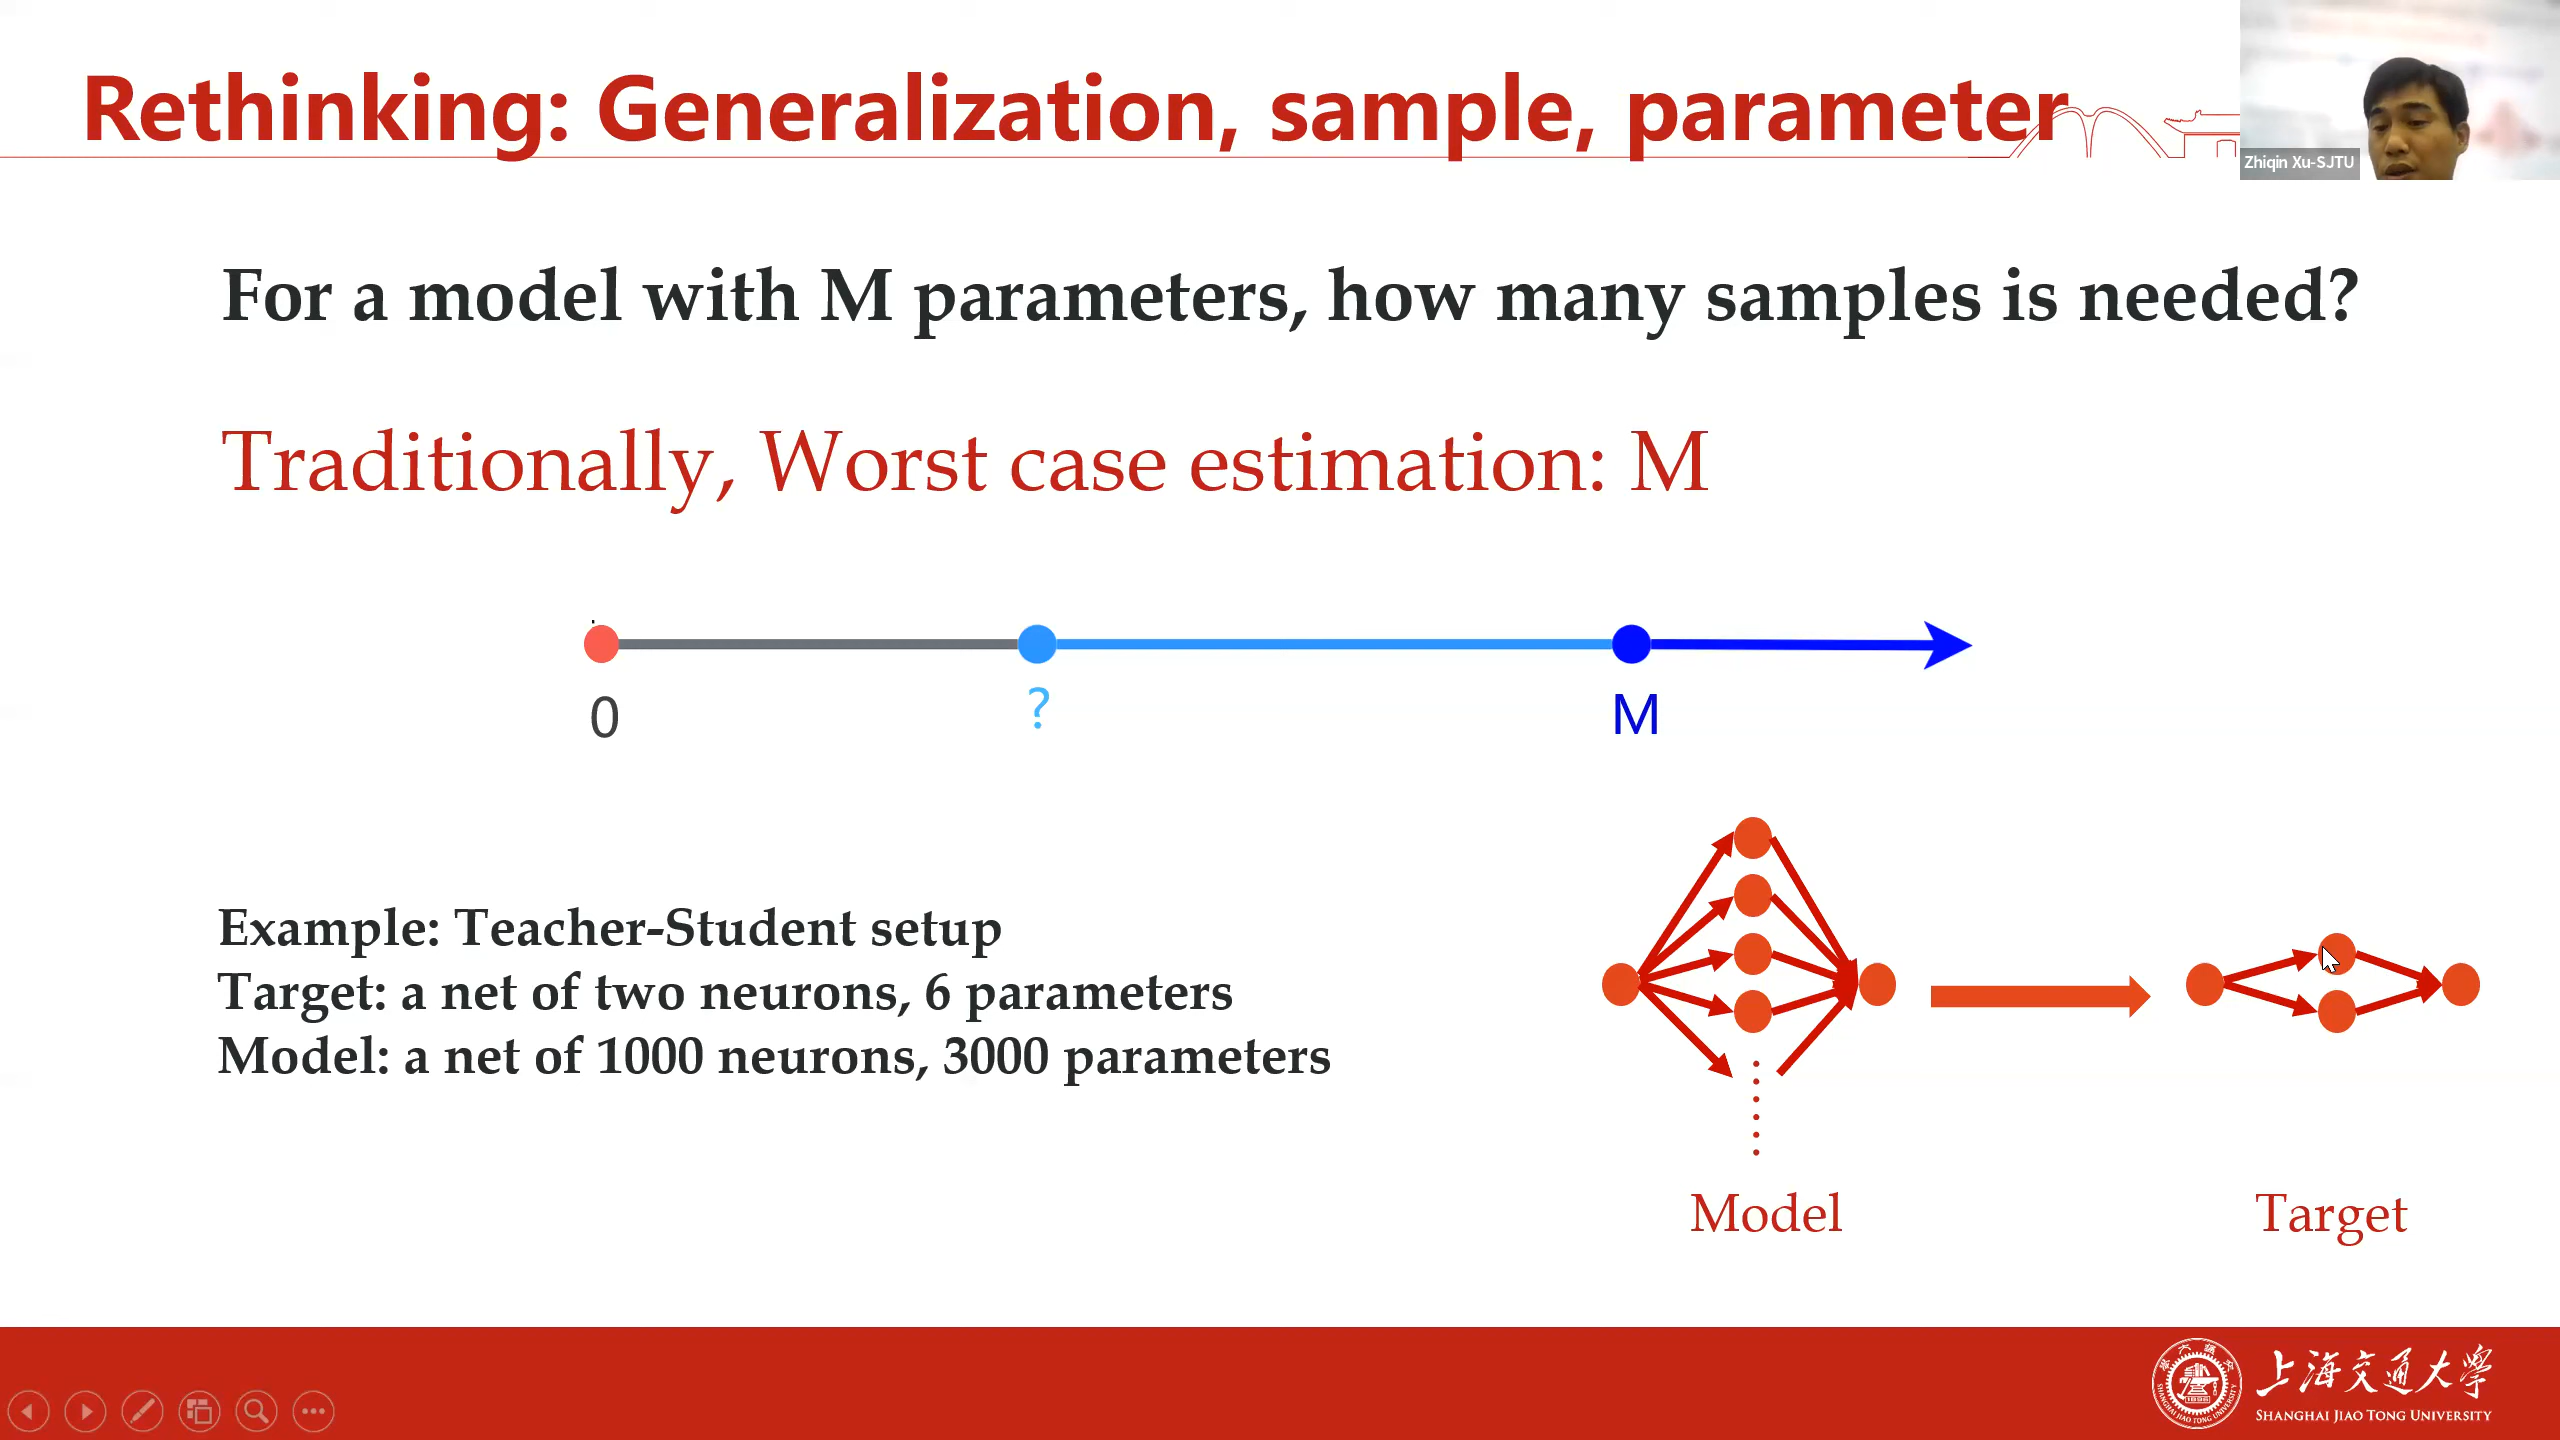 Rethinking: Generalization, sample, parameter
Zhiqin Xu-SJTU
For a model with M parameters, how many samples is needed?
Traditionally, Worst case estimation: M
0
?
M
Example: Teacher-Student setup
Target: a net of two neurons, 6 parameters
Model: a net of 1000 neurons, 3000 parameters
Model
Target
上海交通大學
SHANGHAI JIAO TONG UNIVERSITY